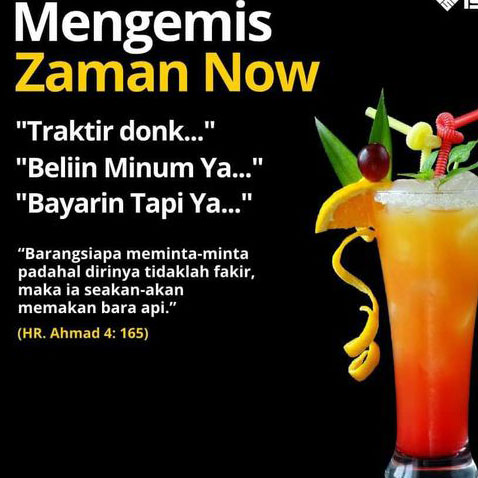 Mengemis
Zaman Now
"Traktir donk..."
"Beliin Minum Ya..."
"Bayarin Tapi Ya..."
“Barangsiapa meminta-minta
padahal dirinya tidaklah fakir,
maka ia seakan-akan
memakan bara api.”
(HR. Ahmad 4: 165)